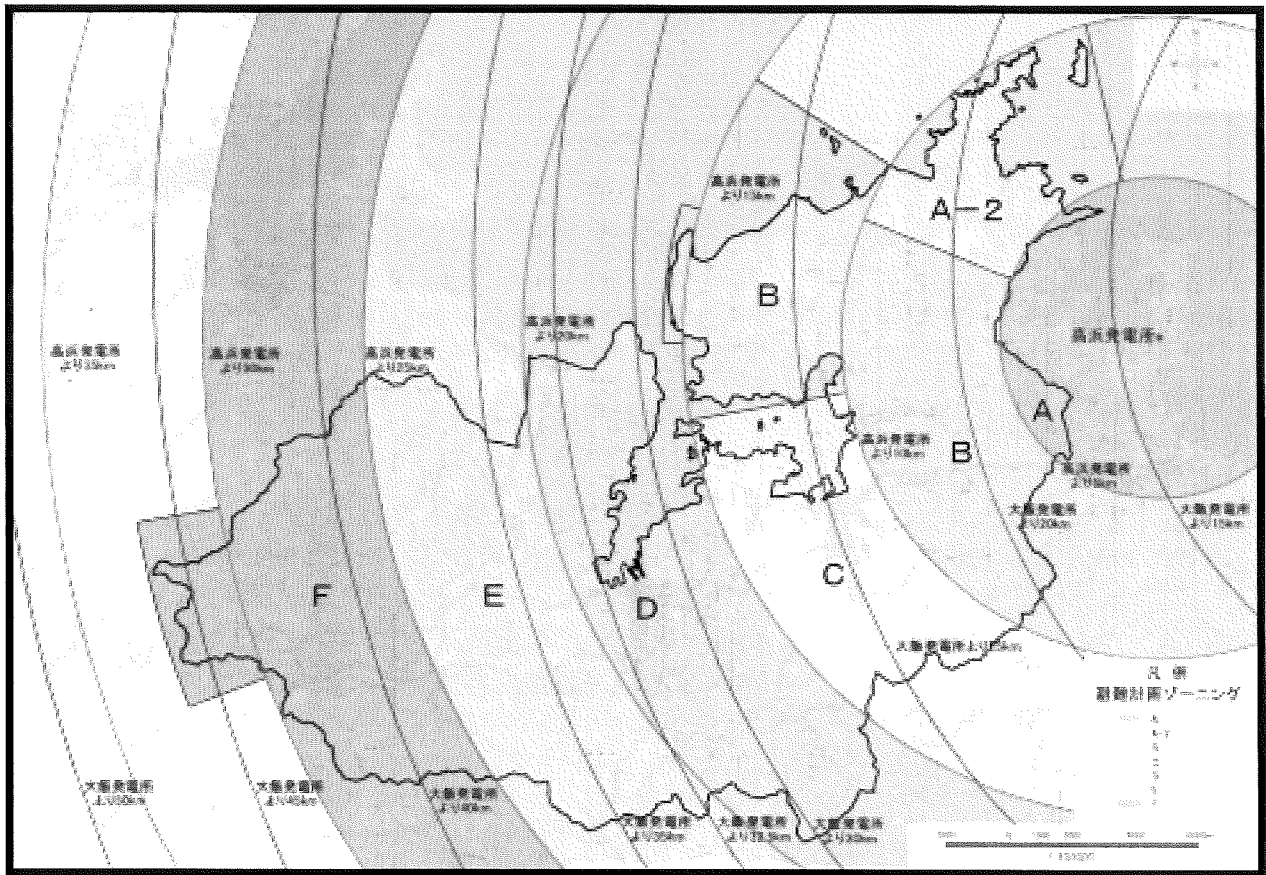 高浜発電所
より15km
A－2
B
高浜発電所
より20km
高浜発電所
高浜発電所
より35km
高浜発電所
より30km
高浜発電所
より25km
A
高浜発電所
より10km
B
高浜発電所
より5km
大飯発電所
より20km
大飯発電所
より15km
F
E
D
C
大飯発電所より25km
凡例
避難計画ゾーニング
大飯発電所
より50km
大飯発電所
より45km
大飯発電所
より40km
大飯発電所
より35km
大飯発電所
より32.5km
大飯発電所
より30km